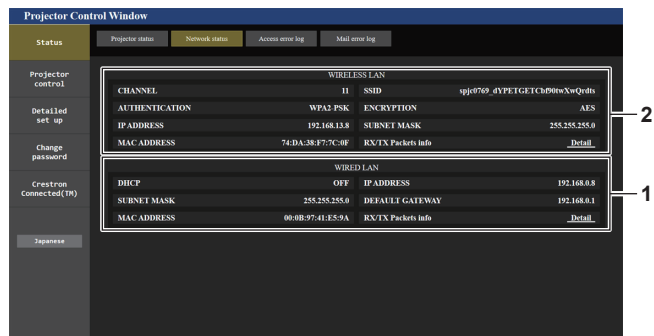 Projector Control Window
Status
Projector status Network status Access error log Mail error log
Projector
control
Detailed
set up
Change
password
Crestron
Connected(TM)
Japanese
WIRELESS LAN
CHANNEL 11 SSID spjc0769_dYPETGETCbf90twXwQrdts
AUTHENTICATION WPA2-PSK ENCRYPTION AES
IP ADDRESS 192.168.13.8 SUBNET MASK 255.255.255.0
MAC ADDRESS 74:DA:38:F7:7C:0F RX/TX Packets info Detail
2
WIRED LAN
DHCP OFF IP ADDRESS 192.168.0.8
SUBNET MASK 255.255.255.0 DEFAULT GATEWAY 192.168.0.1
MAC ADDRESS 00:0B:97:41:E5:9A RX/TX Packets info Detail
1